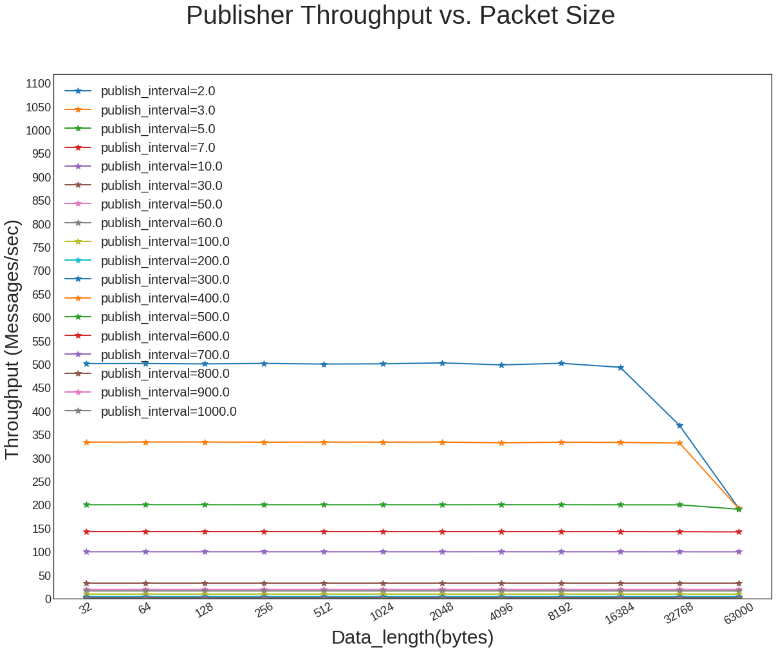 Publisher Throughput vs. Packet Size
1100
1050
1000
950
900
850
800
750
700
650
600
550
500
450
400
350
300
250
200
150
100
50
0
Throughput (Messages/sec)
publish_interval=2.0
publish_interval=3.0
publish_interval=5.0
publish_interval=7.0
publish_interval=10.0
publish_interval=30.0
publish_interval=50.0
publish_interval=60.0
publish_interval=100.0
publish_interval=200.0
publish_interval=300.0
publish_interval=400.0
publish_interval=500.0
publish_interval=600.0
publish_interval=700.0
publish_interval=800.0
publish_interval=900.0
publish_interval=1000.0
32 64 128 256 512 1024 2048 4096 8192 16384 32768 63000
Data_length(bytes)